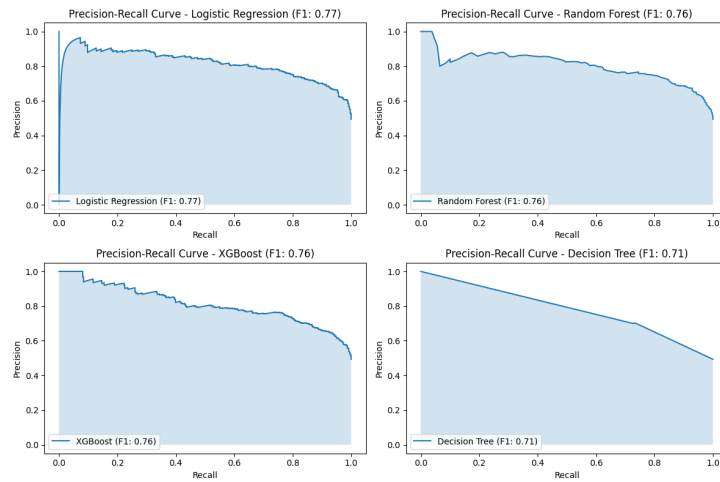 Precision-Recall Curve - Logistic Regression (F1: 0.77)
1.0
0.8
0.6
0.4
0.2
0.0
Precision
Logistic Regression (F1: 0.77)
0.0 0.2 0.4 0.6 0.8 1.0
Recall
Precision-Recall Curve - Random Forest (F1: 0.76)
1.0
0.8
0.6
0.4
0.2
0.0
Precision
Random Forest (F1: 0.76)
0.0 0.2 0.4 0.6 0.8 1.0
Recall
Precision-Recall Curve - XGBoost (F1: 0.76)
1.0
0.8
0.6
0.4
0.2
0.0
Precision
XGBoost (F1: 0.76)
0.0 0.2 0.4 0.6 0.8 1.0
Recall
Precision-Recall Curve - Decision Tree (F1: 0.71)
1.0
0.8
0.6
0.4
0.2
0.0
Precision
Decision Tree (F1: 0.71)
0.0 0.2 0.4 0.6 0.8 1.0
Recall